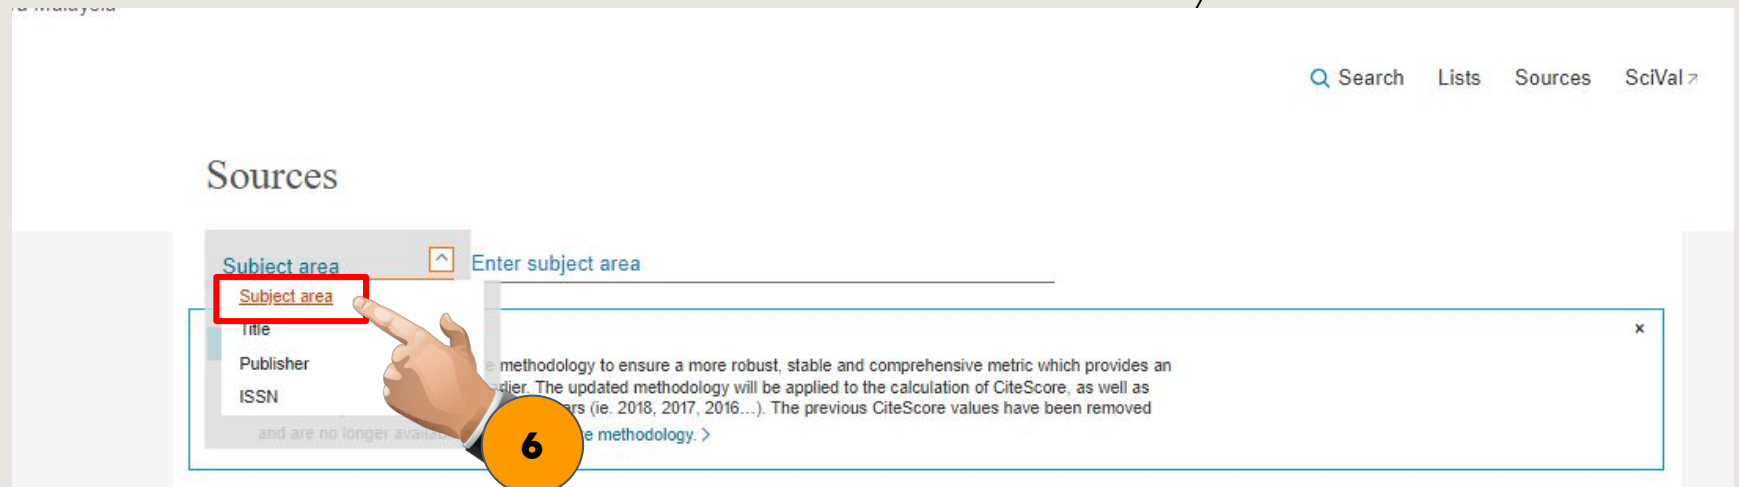 Malaysia
Search Lists Sources SciVal
Sources
Subject area Enter subject area
Subject area
Title
Publisher
ISSN
methodology to ensure a more robust, stable and comprehensive metric which provides an
The updated methodology will be applied to the calculation of CiteScore, as well as
(ie. 2018, 2017, 2016…). The previous CiteScore values have been removed
and are no longer
methodology. >
x
6